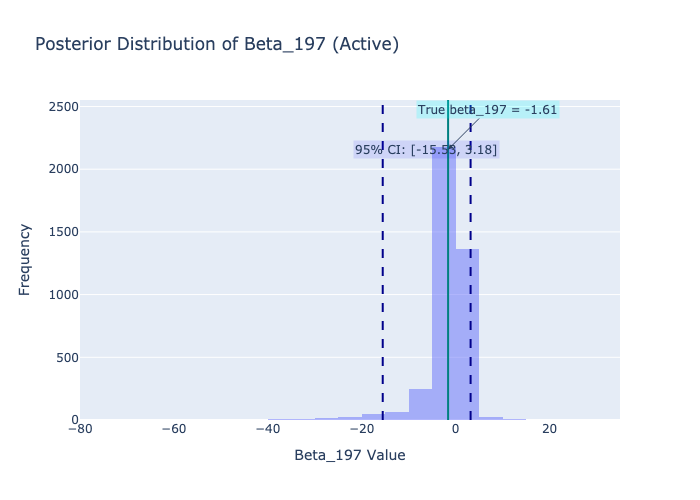 Posterior Distribution of Beta_197 (Active)
2500
True beta_197 = -1.61
95% CI: [-15.53, 3.18]
2000
1500
1000
500
0
Frequency
−80
−60
−40
−20
0
20
Beta_197 Value